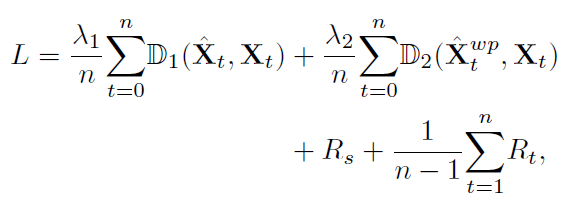 L = \frac{\lambda_1}{n} \sum_{t=0}^{n} \mathbb{D}_1(\hat{\mathbf{X}}_t, \mathbf{X}_t) + \frac{\lambda_2}{n} \sum_{t=0}^{n} \mathbb{D}_2(\hat{\mathbf{X}}_t^{wp}, \mathbf{X}_t)
+ R_s + \frac{1}{n-1} \sum_{t=1}^{n} R_t,